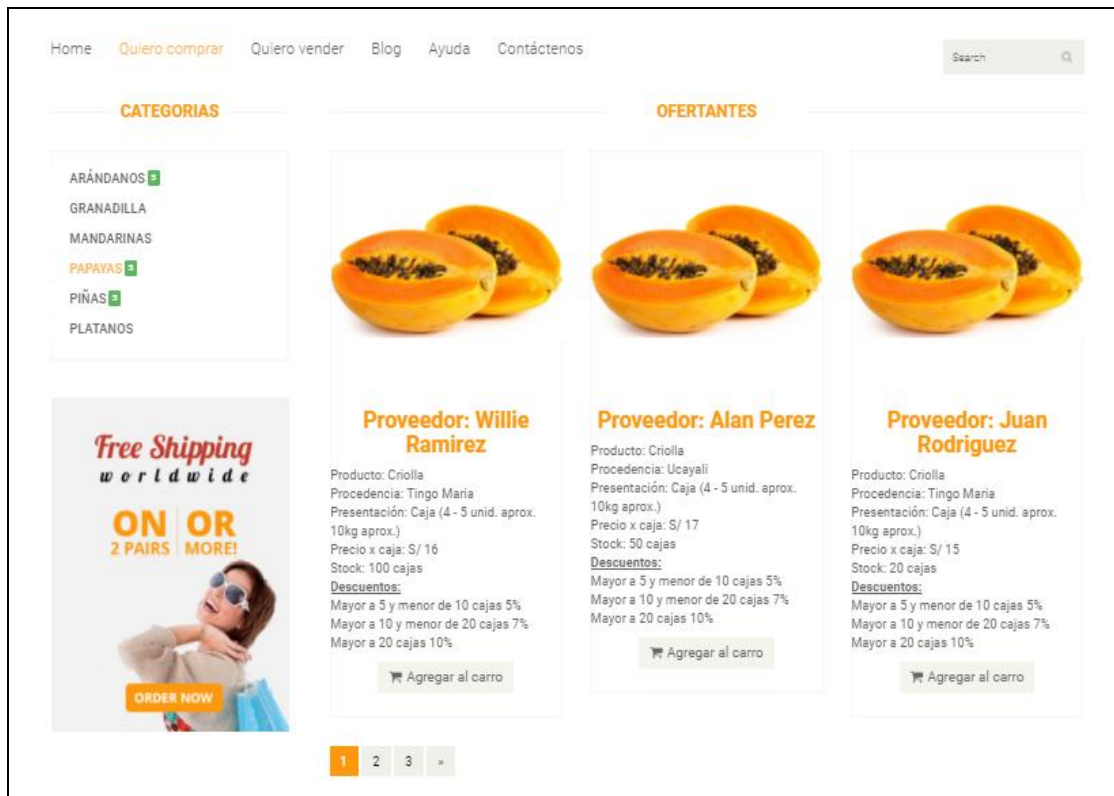 Home Quiero comprar Quiero vender Blog Ayuda Contáctenos
Search
CATEGORIAS
ARÁNDANOS
GRANADILLA
MANDARINAS
PAPAYAS
PIÑAS
PLATANOS
Free Shipping
worldwide
ON OR
2 PAIRS MORE!
ORDER NOW
OFERTANTES
Proveedor: Willie
Ramirez
Producto: Criolla
Procedencia: Tingo Maria
Presentación: Caja (4 - 5 unid. aprox.
10kg aprox.)
Precio x caja: S/ 16
Stock: 100 cajas
Descuentos:
Mayor a 5 y menor de 10 cajas 5%
Mayor a 10 y menor de 20 cajas 7%
Mayor a 20 cajas 10%
Agregar al carro
Proveedor: Alan Perez
Producto: Criolla
Procedencia: Ucayali
Presentación: Caja (4 - 5 unid. aprox.
10kg aprox.)
Precio x caja: S/ 17
Stock: 50 cajas
Descuentos:
Mayor a 5 y menor de 10 cajas 5%
Mayor a 10 y menor de 20 cajas 7%
Mayor a 20 cajas 10%
Agregar al carro
Proveedor: Juan
Rodriguez
Producto: Criolla
Procedencia: Tingo Maria
Presentación: Caja (4 - 5 unid. aprox.
10kg aprox.)
Precio x caja: S/ 15
Stock: 20 cajas
Descuentos:
Mayor a 5 y menor de 10 cajas 5%
Mayor a 10 y menor de 20 cajas 7%
Mayor a 20 cajas 10%
Agregar al carro
1 2 3 »